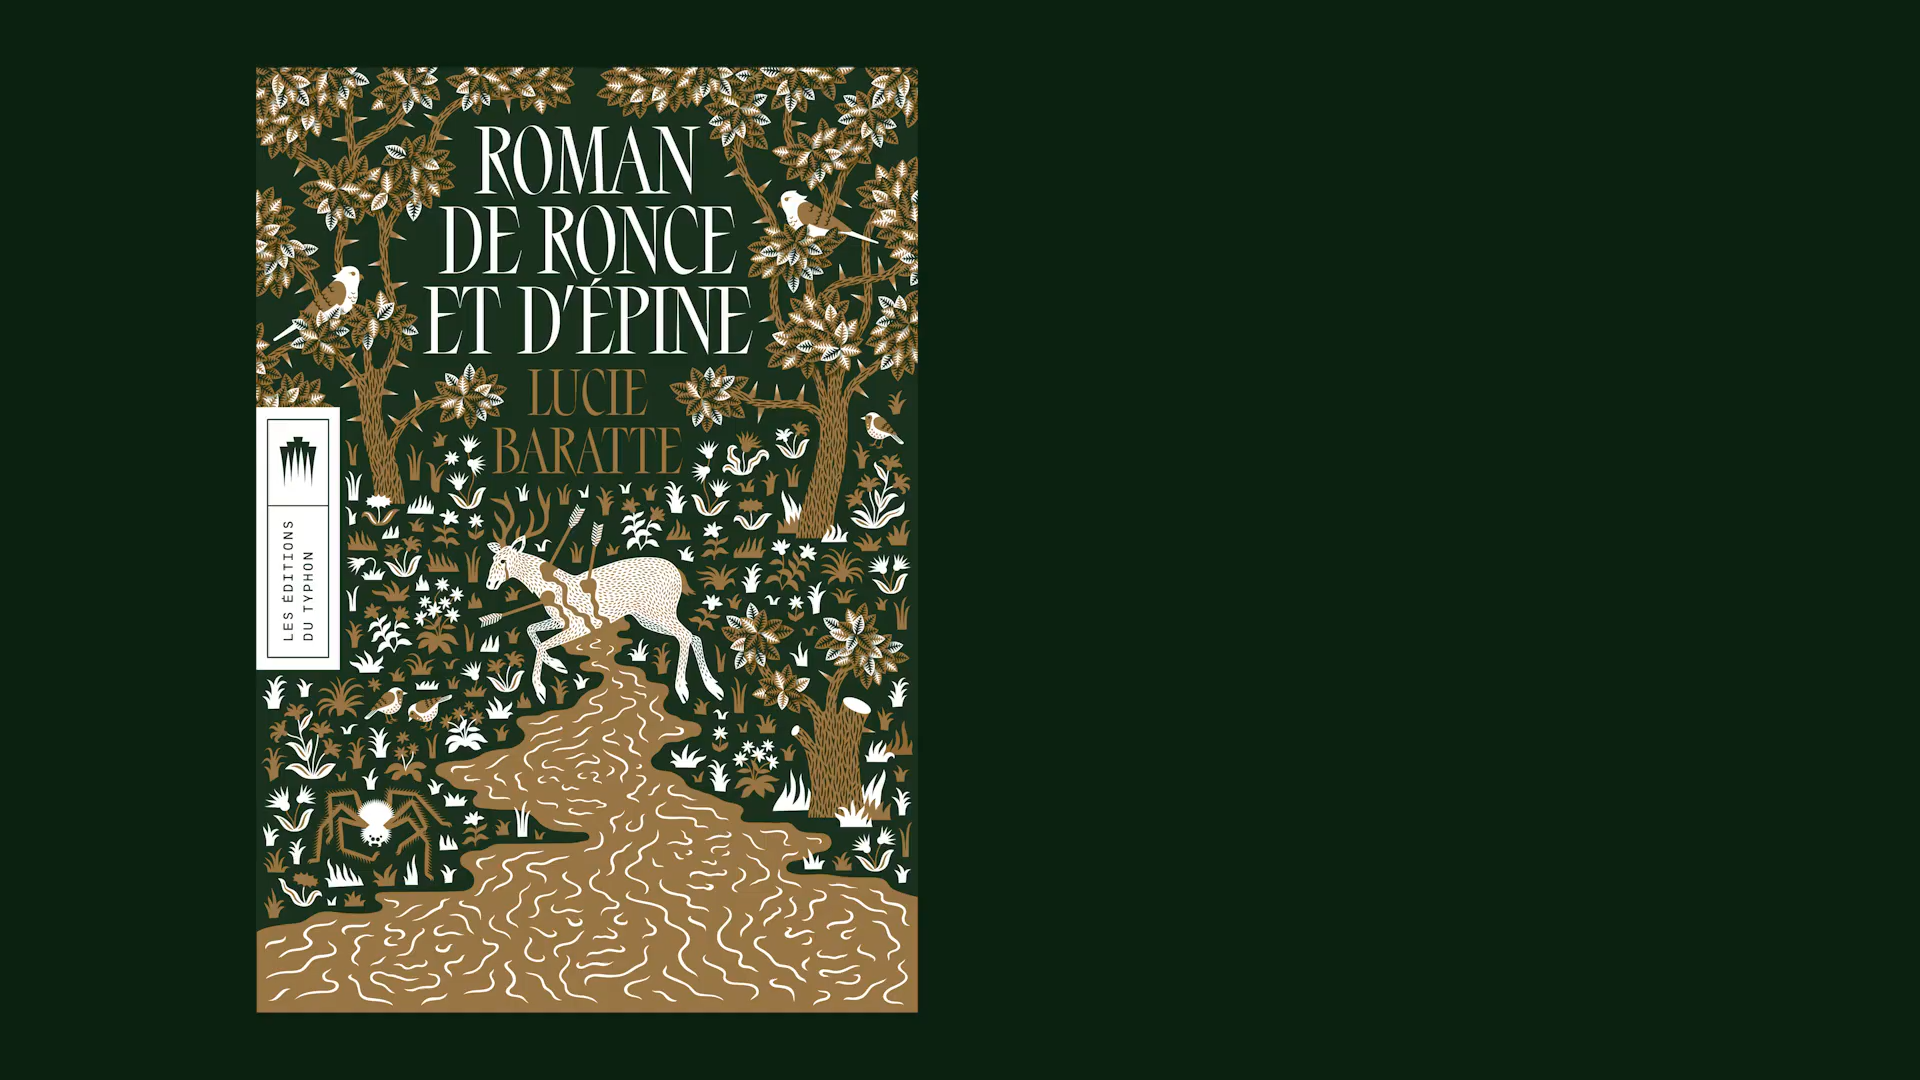 ROMAN
DE RONCE
ET D'ÉPINE
LUCIE
BARATTE
LES ÉDITIONS
DU TYPHON